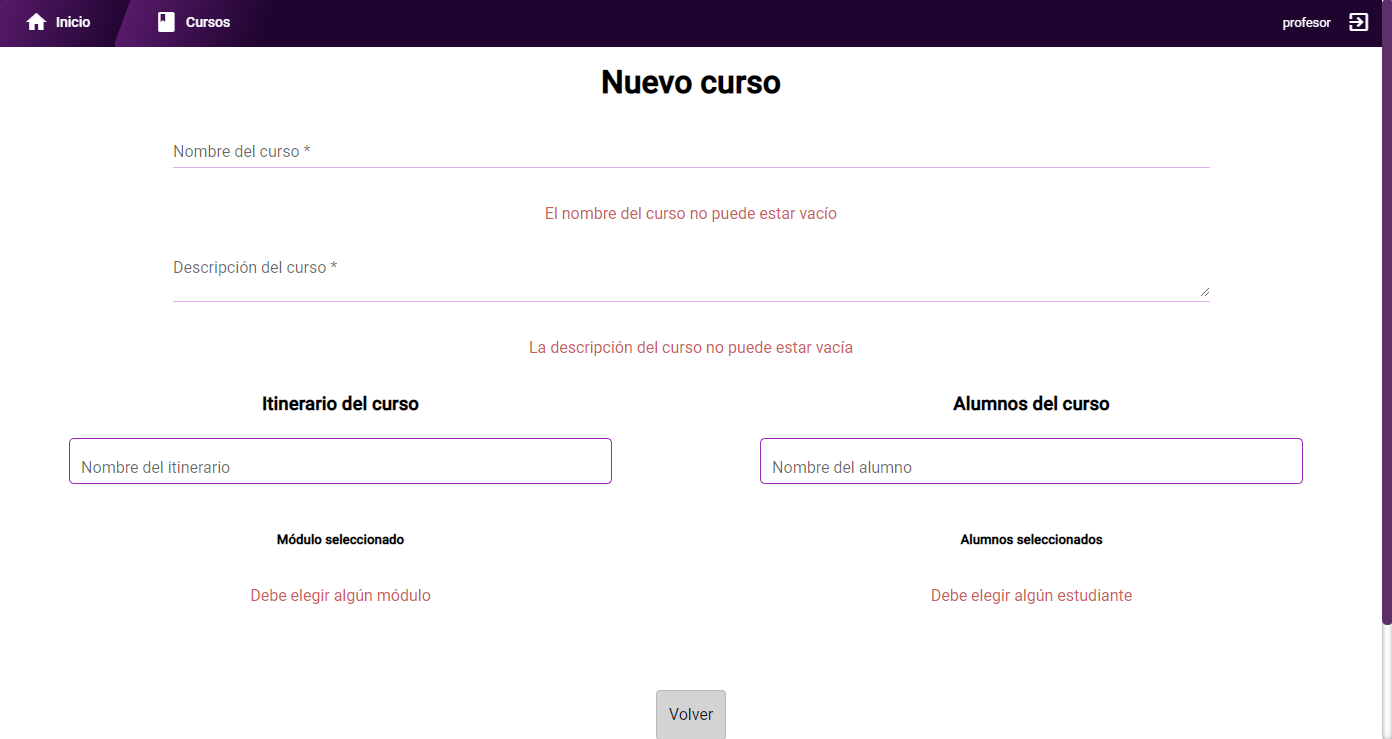 Inicio
Cursos
profesor
Nuevo curso
Nombre del curso *
El nombre del curso no puede estar vacío
Descripción del curso *
La descripción del curso no puede estar vacía
Itinerario del curso
Alumnos del curso
Nombre del itinerario
Nombre del alumno
Módulo seleccionado
Alumnos seleccionados
Debe elegir algún módulo
Debe elegir algún estudiante
Volver